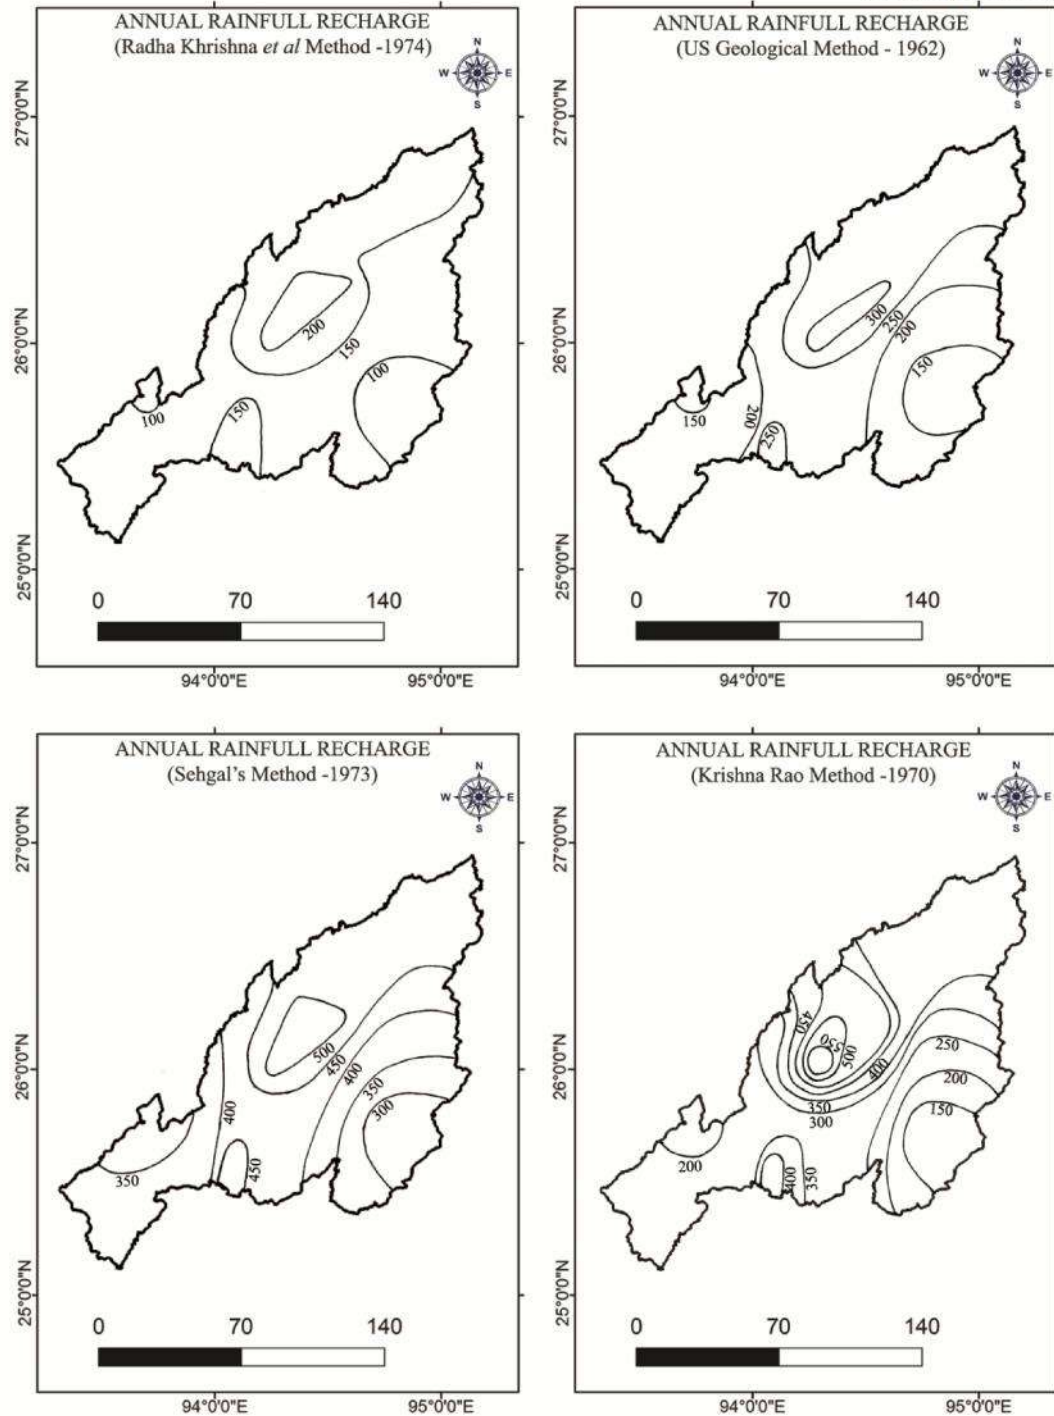 ANNUAL RAINFULL RECHARGE
(Radha Khrishna et al Method -1974)
N
W
E
S
27°0'0"N
26°0'0"N
25°0'0"N
200
150
100
150
100
0
70
140
94°0'0"E
95°0'0"E
ANNUAL RAINFULL RECHARGE
(US Geological Method - 1962)
N
W
E
S
27°0'0"N
26°0'0"N
25°0'0"N
300
250
200
150
150
200
250
0
70
140
94°0'0"E
95°0'0"E
ANNUAL RAINFULL RECHARGE
(Sehgal's Method -1973)
N
W
E
S
27°0'0"N
26°0'0"N
25°0'0"N
500
450
400
350
300
400
350
450
0
70
140
94°0'0"E
95°0'0"E
ANNUAL RAINFULL RECHARGE
(Krishna Rao Method -1970)
N
W
E
S
27°0'0"N
26°0'0"N
25°0'0"N
450
550
500
400
250
200
350
150
300
200
400
350
0
70
140
94°0'0"E
95°0'0"E